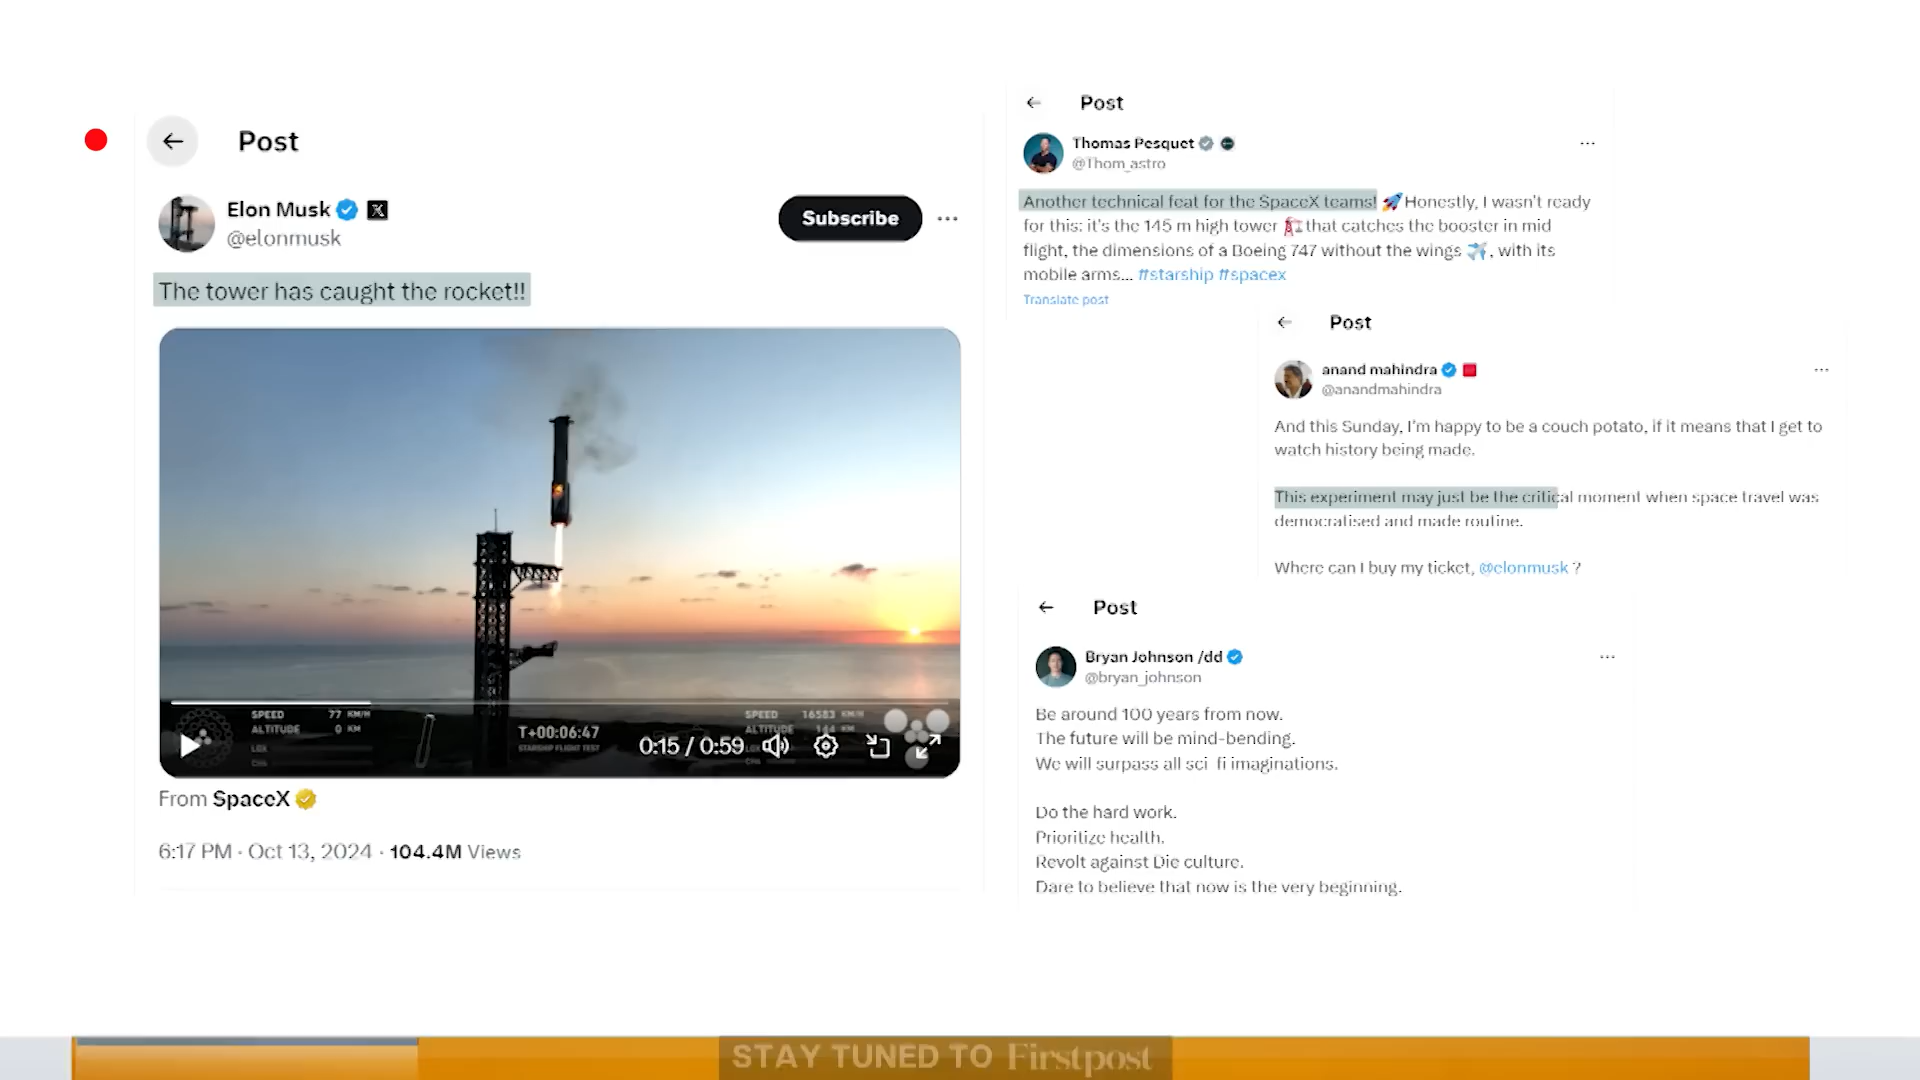 Post
Elon Musk
@elonmusk
Subscribe
The tower has caught the rocket!!
SPEED 77 KM/H
ALTITUDE 0 KM
LOX
CH4
T+00:06:47
STARSHIP FLIGHT TEST
0:15 / 0:59
SPEED 16583 KM/H
ALTITUDE 144 KM
From SpaceX
6:17 PM · Oct 13, 2024 · 104.4M Views
Post
Thomas Pesquet
@Thom_astro
Another technical feat for the SpaceX teams! 🚀Honestly, I wasn't ready
for this: it's the 145 m high tower 🏗️that catches the booster in mid
flight, the dimensions of a Boeing 747 without the wings ✈️, with its
mobile arms... #starship #spacex
Translate post
Post
anand mahindra
@anandmahindra
And this Sunday, I'm happy to be a couch potato, if it means that I get to
watch history being made.
This experiment may just be the critical moment when space travel was
democratised and made routine.
Where can I buy my ticket, @elonmusk ?
Post
Bryan Johnson /dd
@bryan_johnson
Be around 100 years from now.
The future will be mind-bending.
We will surpass all sci fi imaginations.
Do the hard work.
Prioritize health.
Revolt against Die culture.
Dare to believe that now is the very beginning.
STAY TUNED TO Firstpost